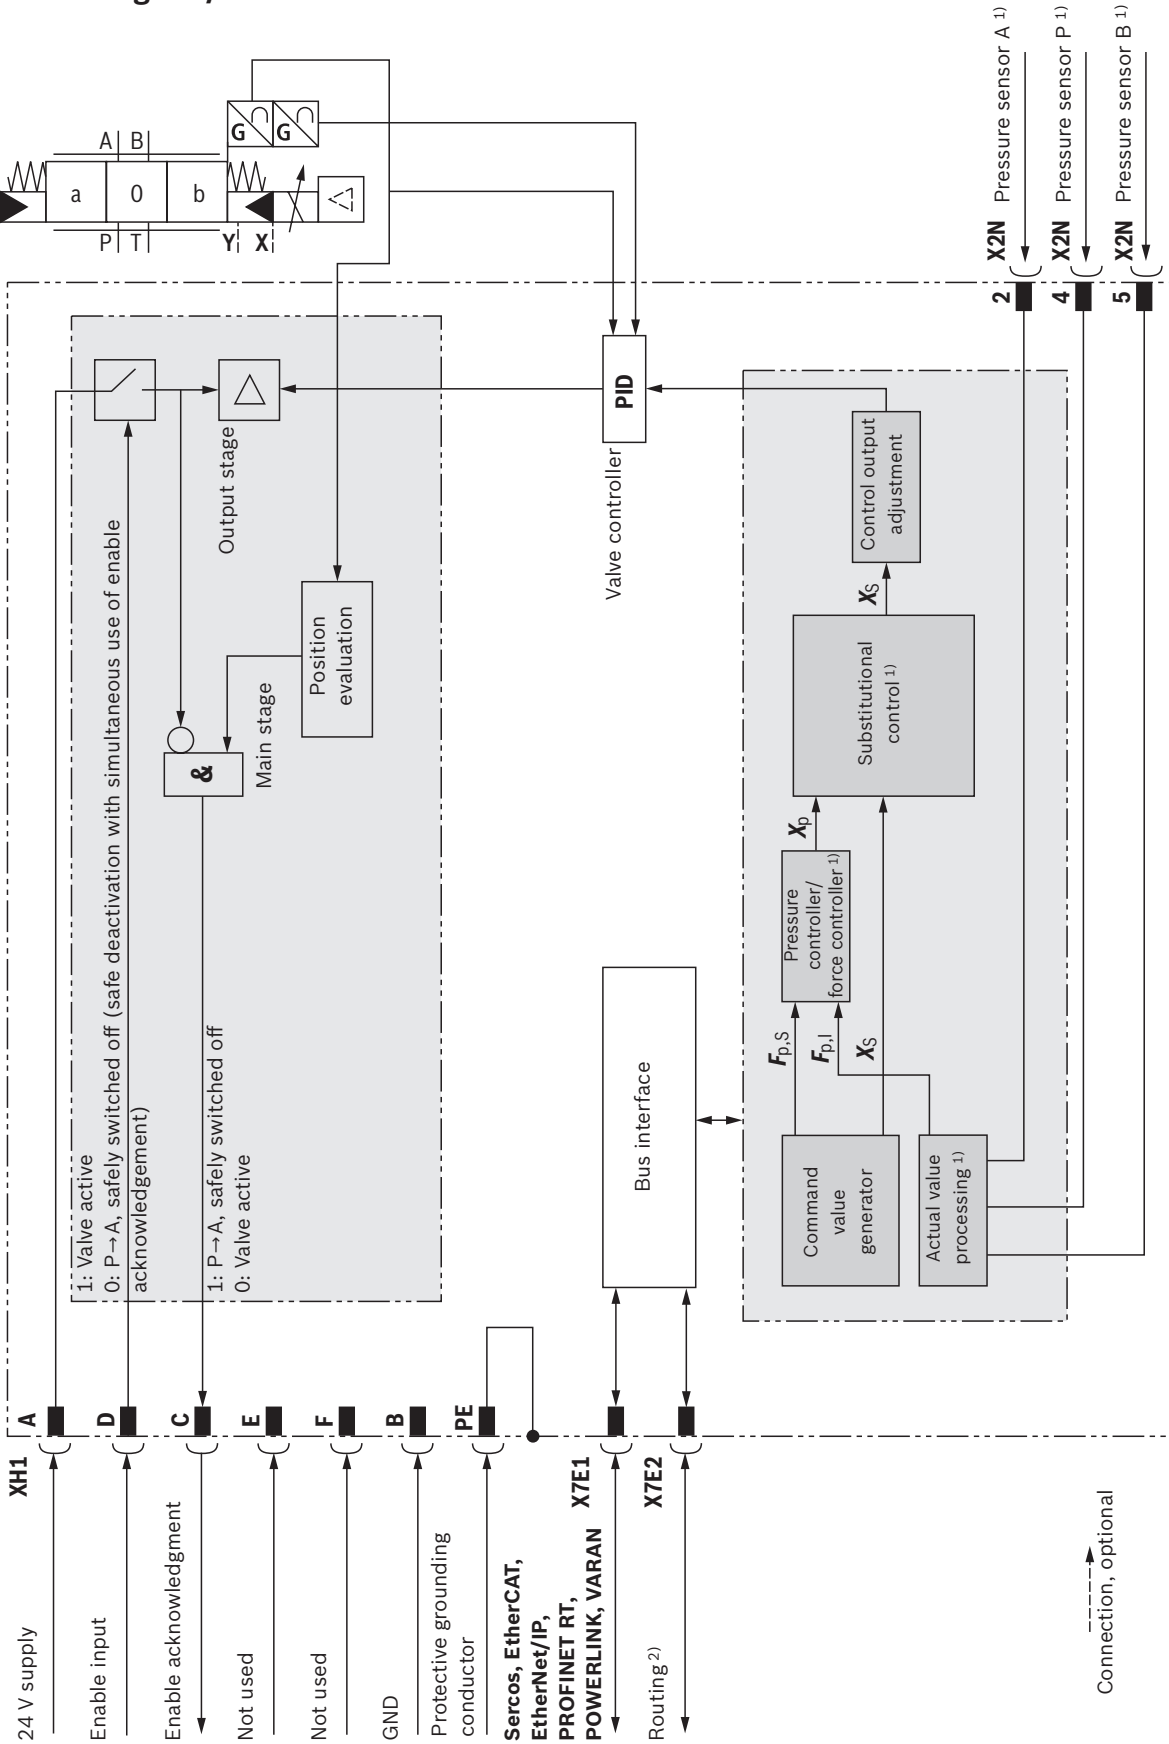 XH1
24 V supply
A
Enable input
D
Enable acknowledgment
C
Not used
E
Not used
F
GND
B
Protective grounding
conductor
PE
Sercos, EtherCAT,
EtherNet/IP,
PROFINET RT,
POWERLINK, VARAN
X7E1
Routing 2)
X7E2
1: Valve active
0: P→A, safely switched off (safe deactivation with simultaneous use of enable
acknowledgement)
1: P→A, safely switched off
0: Valve active
&
Main stage
Position
evaluation
Output stage
a
0
b
A
B
P
T
Y
X
G
G
Bus interface
PID
Valve controller
Command
value
generator
Actual value
processing 1)
Fp,S
Fp,I
XS
Pressure
controller/
force controller 1)
Xp
Substitutional
control 1)
XS
Control output
adjustment
2
X2N
Pressure sensor A 1)
4
X2N
Pressure sensor P 1)
5
X2N
Pressure sensor B 1)
Connection, optional